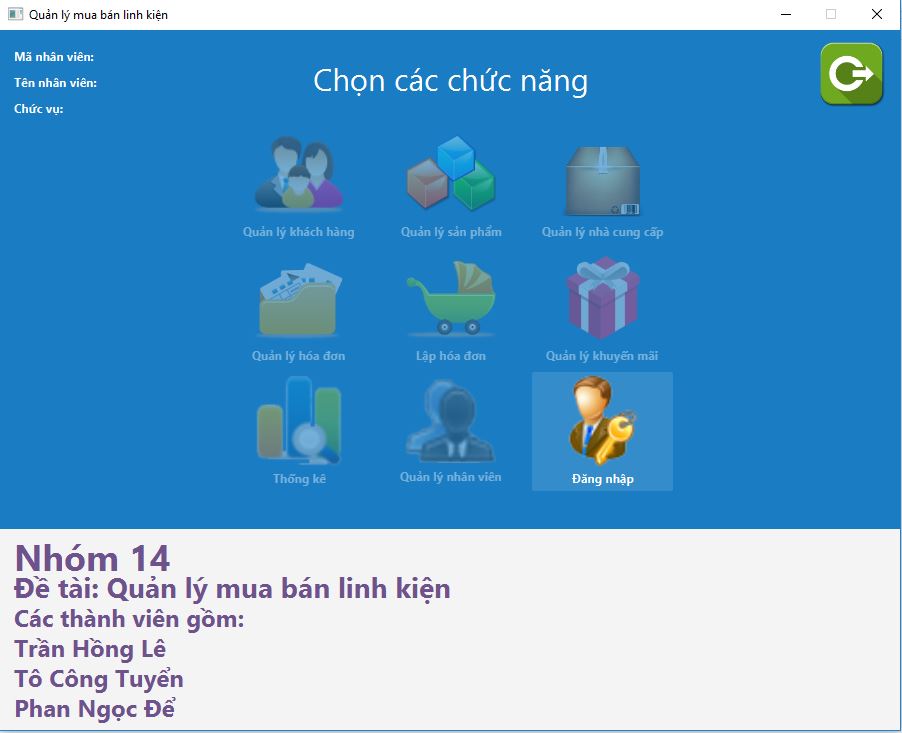 Quản lý mua bán linh kiện
Mã nhân viên:
Tên nhân viên:
Chức vụ:
Chọn các chức năng
Quản lý khách hàng
Quản lý sản phẩm
Quản lý nhà cung cấp
Quản lý hóa đơn
Lập hóa đơn
Quản lý khuyến mãi
Thống kê
Quản lý nhân viên
Đăng nhập
Nhóm 14
Đề tài: Quản lý mua bán linh kiện
Các thành viên gồm:
Trần Hồng Lê
Tô Công Tuyển
Phan Ngọc Để